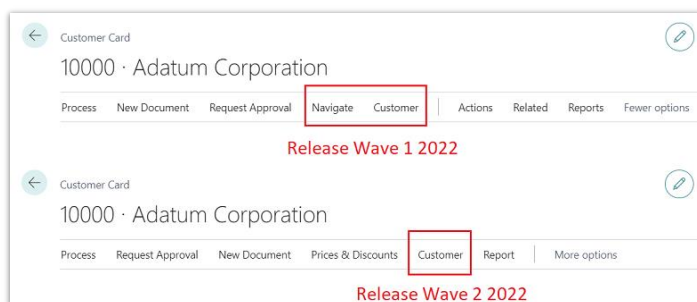 Customer Card
10000 · Adatum Corporation
Process New Document Request Approval Navigate Customer Actions Related Reports Fewer options
Release Wave 1 2022
Customer Card
10000 · Adatum Corporation
Process Request Approval New Document Prices & Discounts Customer Report More options
Release Wave 2 2022